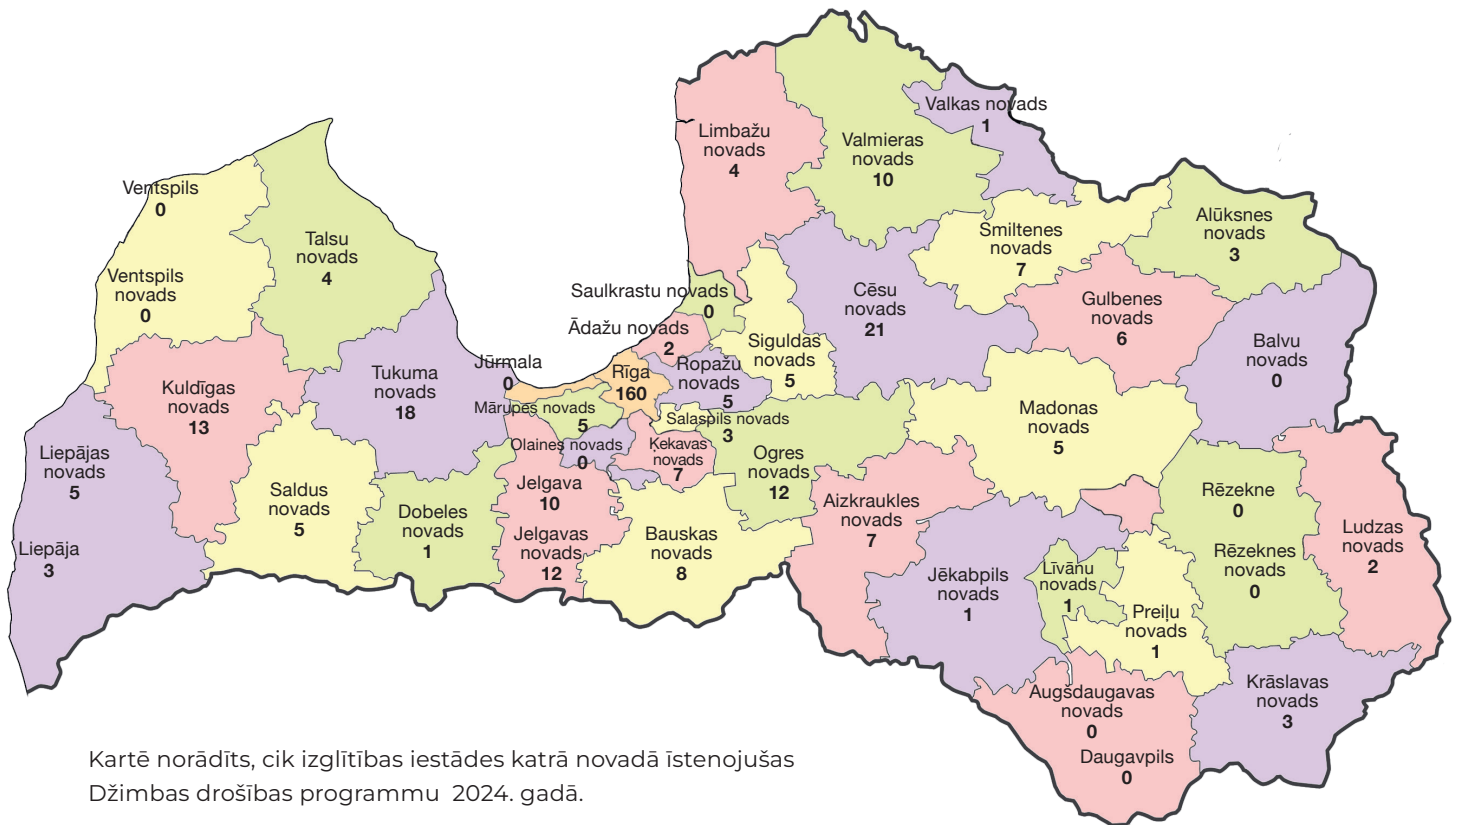 Valkas novads
1
Limbažu
novads
4
Valmieras
novads
10
Ventspils
0
Talsu
novads
4
Alūksnes
novads
3
Smiltenes
novads
7
Ventspils
novads
0
Saulkrastu novads
0
Cēsu
novads
21
Gulbenes
novads
6
Ādažu novads
2
Siguldas
novads
5
Balvu
novads
0
Jūrmala
0
Rīga
160
Ropažu
novads
5
Kuldīgas
novads
13
Tukuma
novads
18
Mārupes novads
5
Salaspils novads
3
Madonas
novads
5
Olaines novads
0
Ķekavas
novads
7
Liepājas
novads
5
Ogres
novads
12
Saldus
novads
5
Jelgava
10
Dobeles
novads
1
Aizkraukles
novads
7
Rēzekne
0
Ludzas
novads
2
Jelgavas
novads
12
Bauskas
novads
8
Liepāja
3
Rēzeknes
novads
0
Jēkabpils
novads
1
Līvānu
novads
1
Preiļu
novads
1
Augšdaugavas
novads
0
Krāslavas
novads
3
Daugavpils
0
Kartē norādīts, cik izglītības iestādes katrā novadā īstenojušas
Džimbas drošības programmu 2024. gadā.